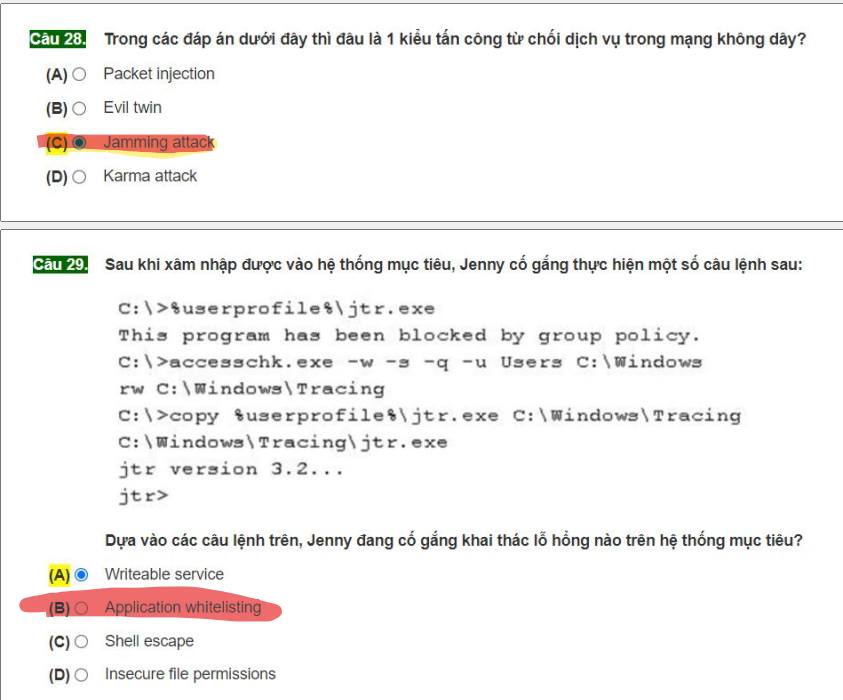 Câu 28. Trong các đáp án dưới đây thì đâu là 1 kiểu tấn công từ chối dịch vụ trong mạng không dây?
(A) Packet injection
(B) Evil twin
(C) Jamming attack
(D) Karma attack
Câu 29. Sau khi xâm nhập được vào hệ thống mục tiêu, Jenny cố gắng thực hiện một số câu lệnh sau:
C:\>%userprofile%\jtr.exe
This program has been blocked by group policy.
C:\>accesschk.exe -w -s -q -u Users C:\Windows
rw C:\Windows\Tracing
C:\>copy %userprofile%\jtr.exe C:\Windows\Tracing
C:\Windows\Tracing\jtr.exe
jtr version 3.2...
jtr>
Dựa vào các câu lệnh trên, Jenny đang cố gắng khai thác lỗ hổng nào trên hệ thống mục tiêu?
(A) Writeable service
(B) Application whitelisting
(C) Shell escape
(D) Insecure file permissions